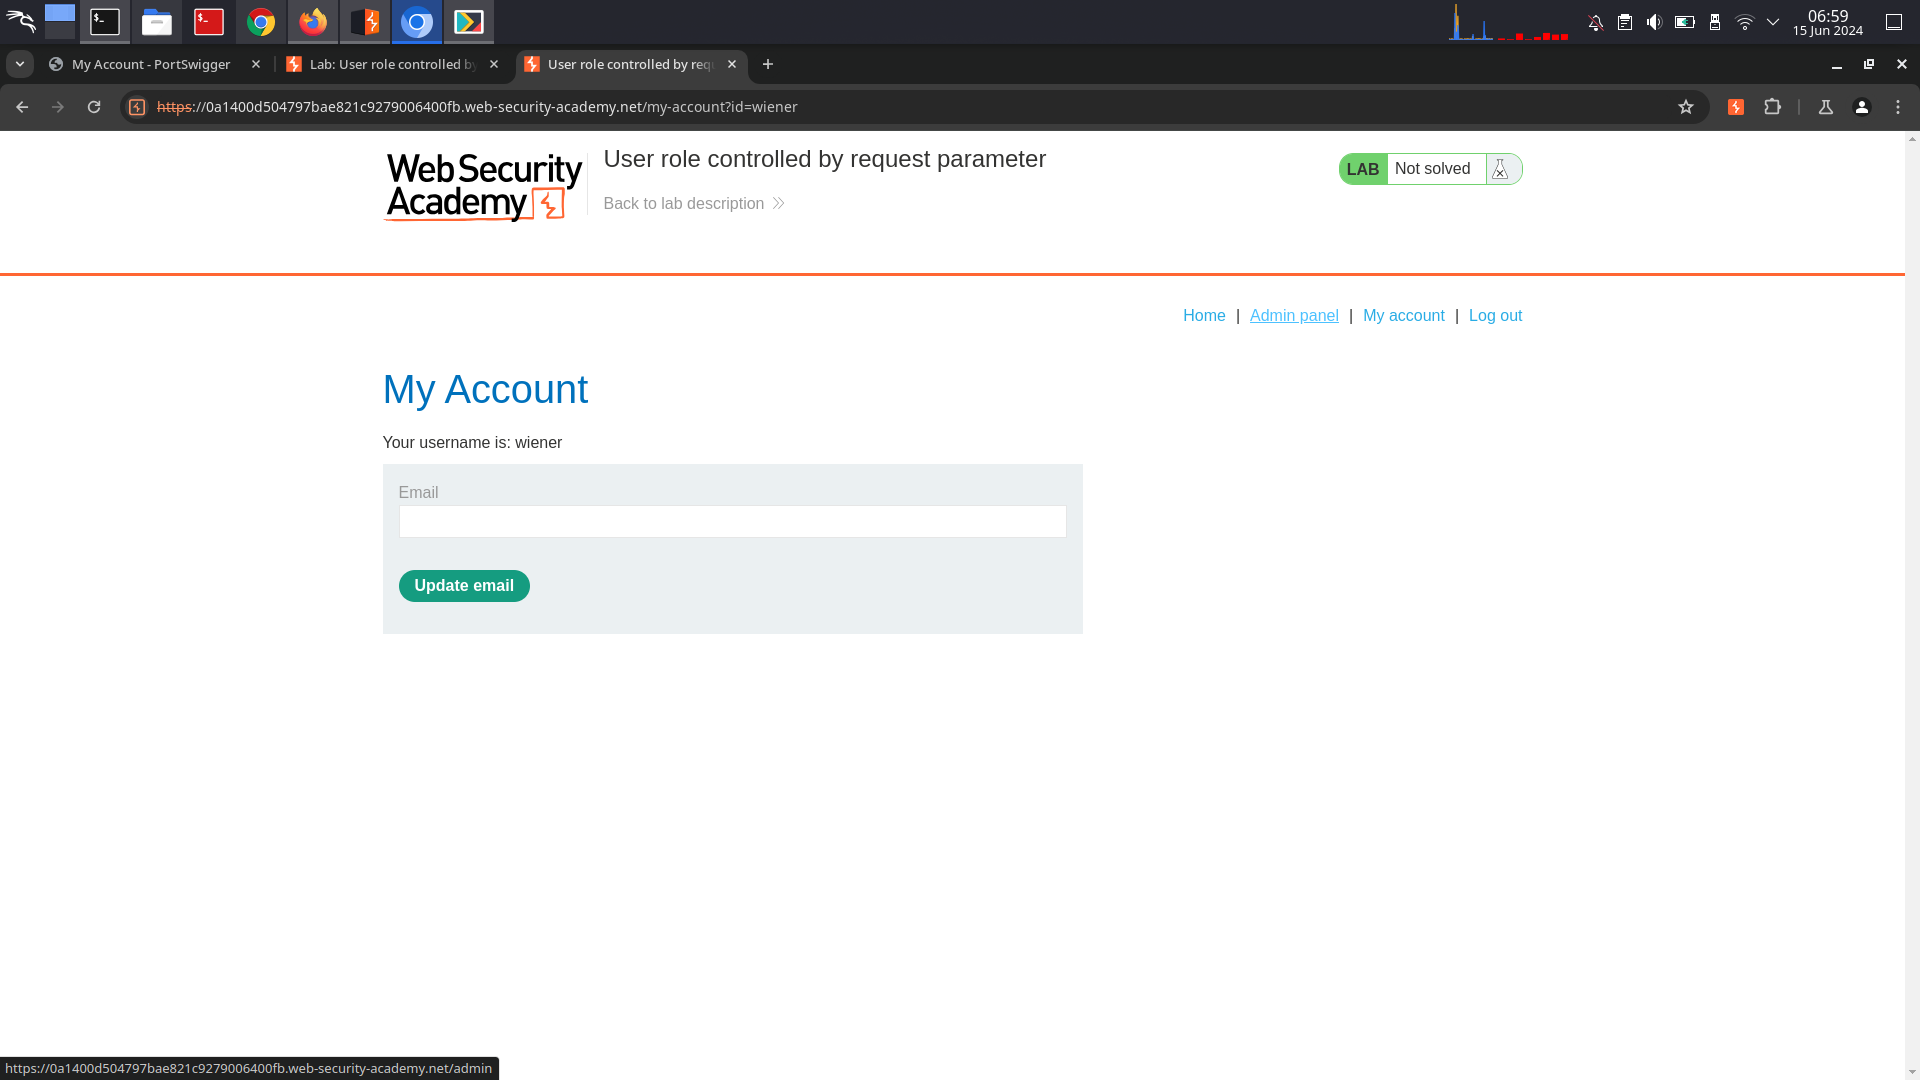 06:59
15 Jun 2024
My Account - PortSwigger
Lab: User role controlled by
User role controlled by req
https://0a1400d504797bae821c9279006400fb.web-security-academy.net/my-account?id=wiener
Web Security
Academy
User role controlled by request parameter
Back to lab description
LAB Not solved
Home | Admin panel | My account | Log out
My Account
Your username is: wiener
Email
Update email
https://0a1400d504797bae821c9279006400fb.web-security-academy.net/admin